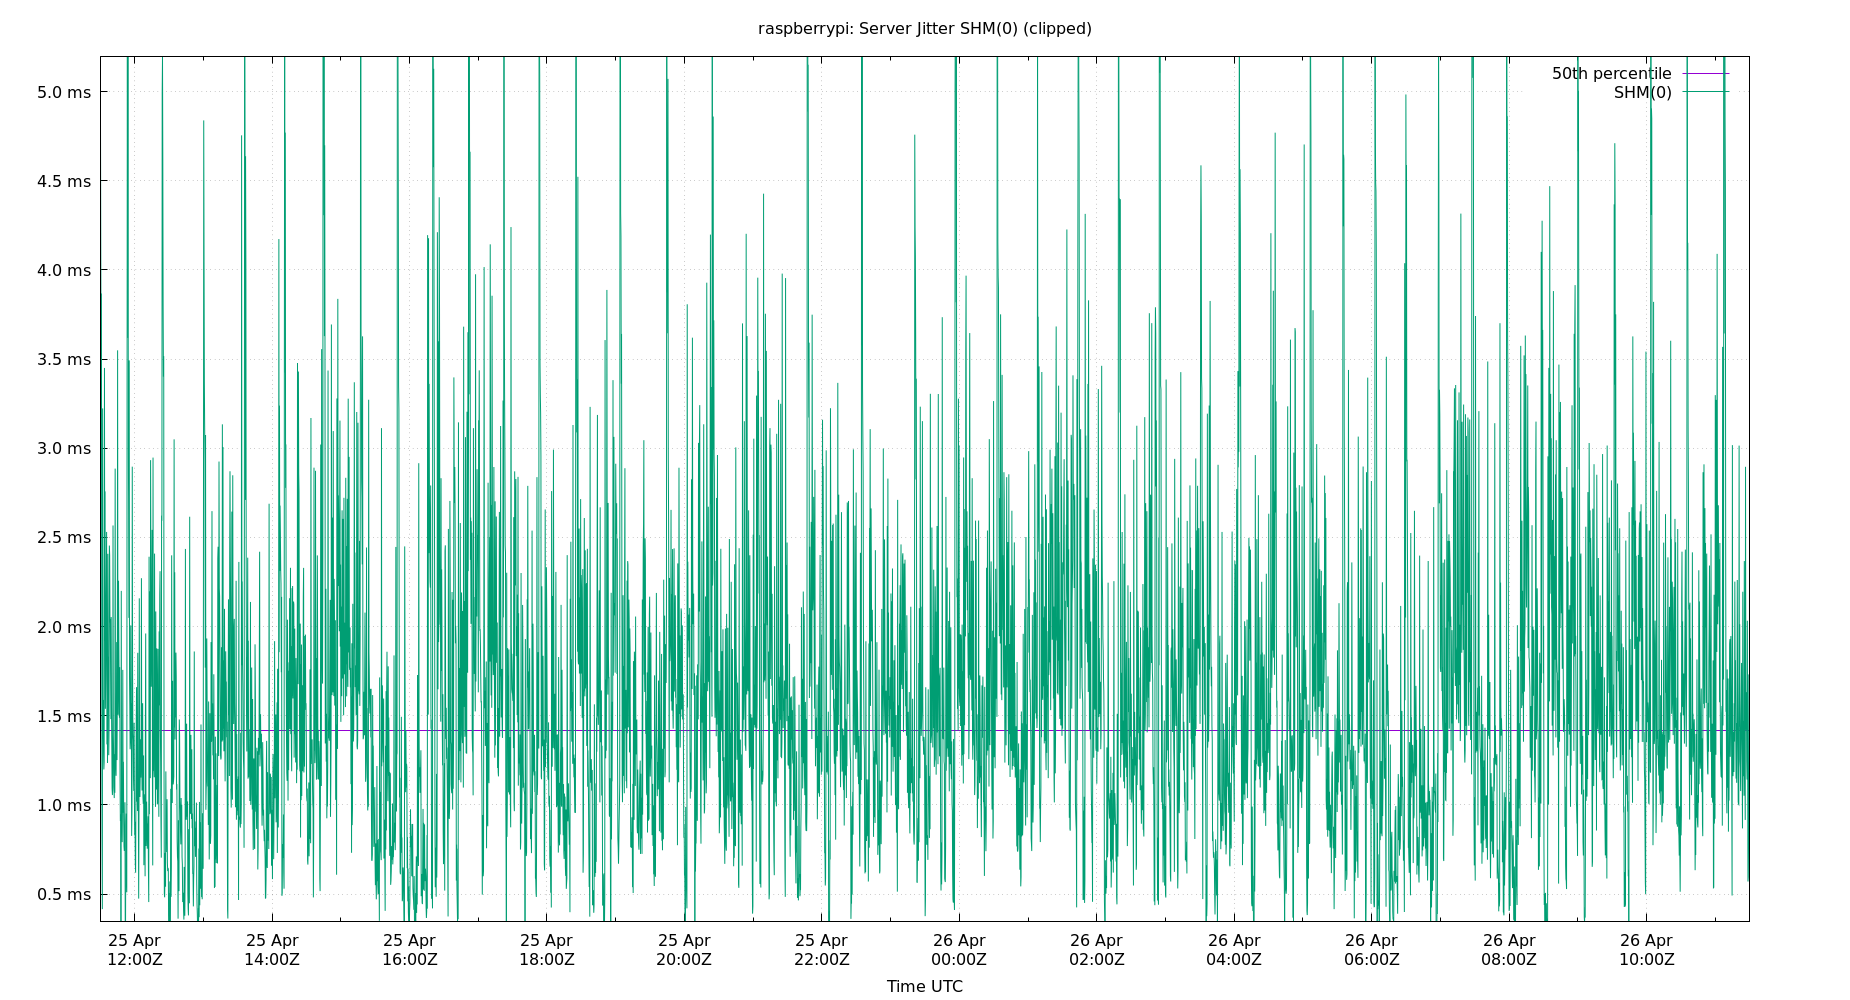 raspberrypi: Server Jitter SHM(0) (clipped)
50th percentile
SHM(0)
5.0 ms
4.5 ms
4.0 ms
3.5 ms
3.0 ms
2.5 ms
2.0 ms
1.5 ms
1.0 ms
0.5 ms
25 Apr 25 Apr 25 Apr 25 Apr 25 Apr 25 Apr 26 Apr 26 Apr 26 Apr 26 Apr 26 Apr 26 Apr
12:00Z 14:00Z 16:00Z 18:00Z 20:00Z 22:00Z 00:00Z 02:00Z 04:00Z 06:00Z 08:00Z 10:00Z
Time UTC